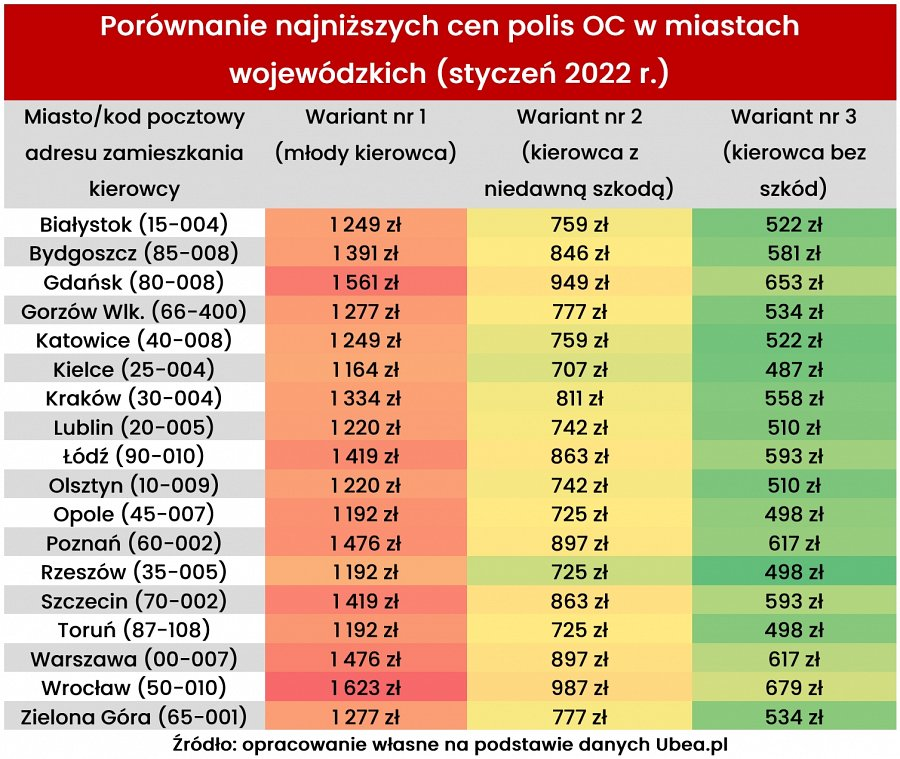 Porównanie najniższych cen polis OC w miastach
wojewódzkich (styczeń 2022 r.)
Miasto/kod pocztowy adresu zamieszkania kierowcy Wariant nr 1 (młody kierowca) Wariant nr 2 (kierowca z niedawną szkodą) Wariant nr 3 (kierowca bez szkód)
Białystok (15-004) 1 249 zł 759 zł 522 zł
Bydgoszcz (85-008) 1 391 zł 846 zł 581 zł
Gdańsk (80-008) 1 561 zł 949 zł 653 zł
Gorzów Wlk. (66-400) 1 277 zł 777 zł 534 zł
Katowice (40-008) 1 249 zł 759 zł 522 zł
Kielce (25-004) 1 164 zł 707 zł 487 zł
Kraków (30-004) 1 334 zł 811 zł 558 zł
Lublin (20-005) 1 220 zł 742 zł 510 zł
Łódź (90-010) 1 419 zł 863 zł 593 zł
Olsztyn (10-009) 1 220 zł 742 zł 510 zł
Opole (45-007) 1 192 zł 725 zł 498 zł
Poznań (60-002) 1 476 zł 897 zł 617 zł
Rzeszów (35-005) 1 192 zł 725 zł 498 zł
Szczecin (70-002) 1 419 zł 863 zł 593 zł
Toruń (87-108) 1 192 zł 725 zł 498 zł
Warszawa (00-007) 1 476 zł 897 zł 617 zł
Wrocław (50-010) 1 623 zł 987 zł 679 zł
Zielona Góra (65-001) 1 277 zł 777 zł 534 zł
Źródło: opracowanie własne na podstawie danych Ubea.pl